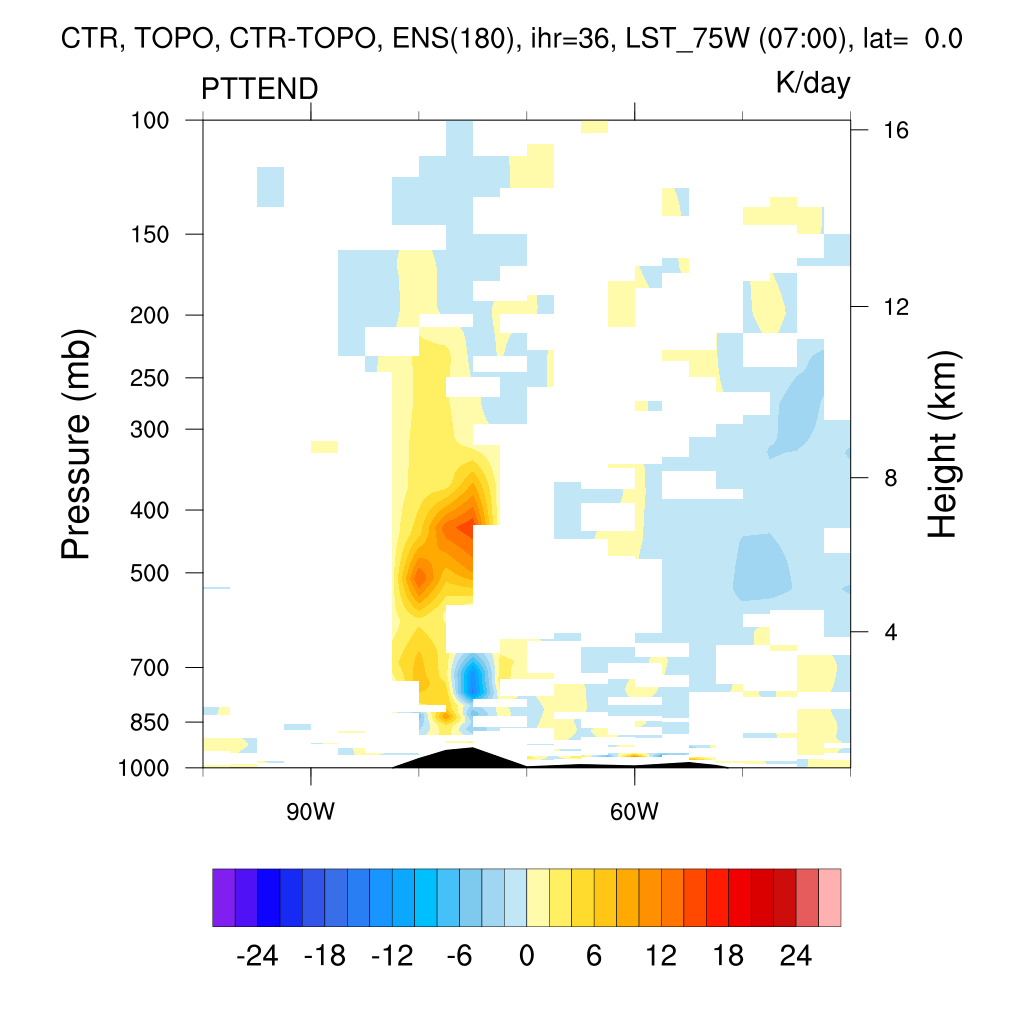 CTR, TOPO, CTR-TOPO, ENS(180), ihr=36, LST_75W (07:00), lat= 0.0
PTTEND K/day
100
150
200
250
300
400
500
700
850
1000
Pressure (mb)
16
12
8
4
Height (km)
90W 60W
-24 -18 -12 -6 0 6 12 18 24